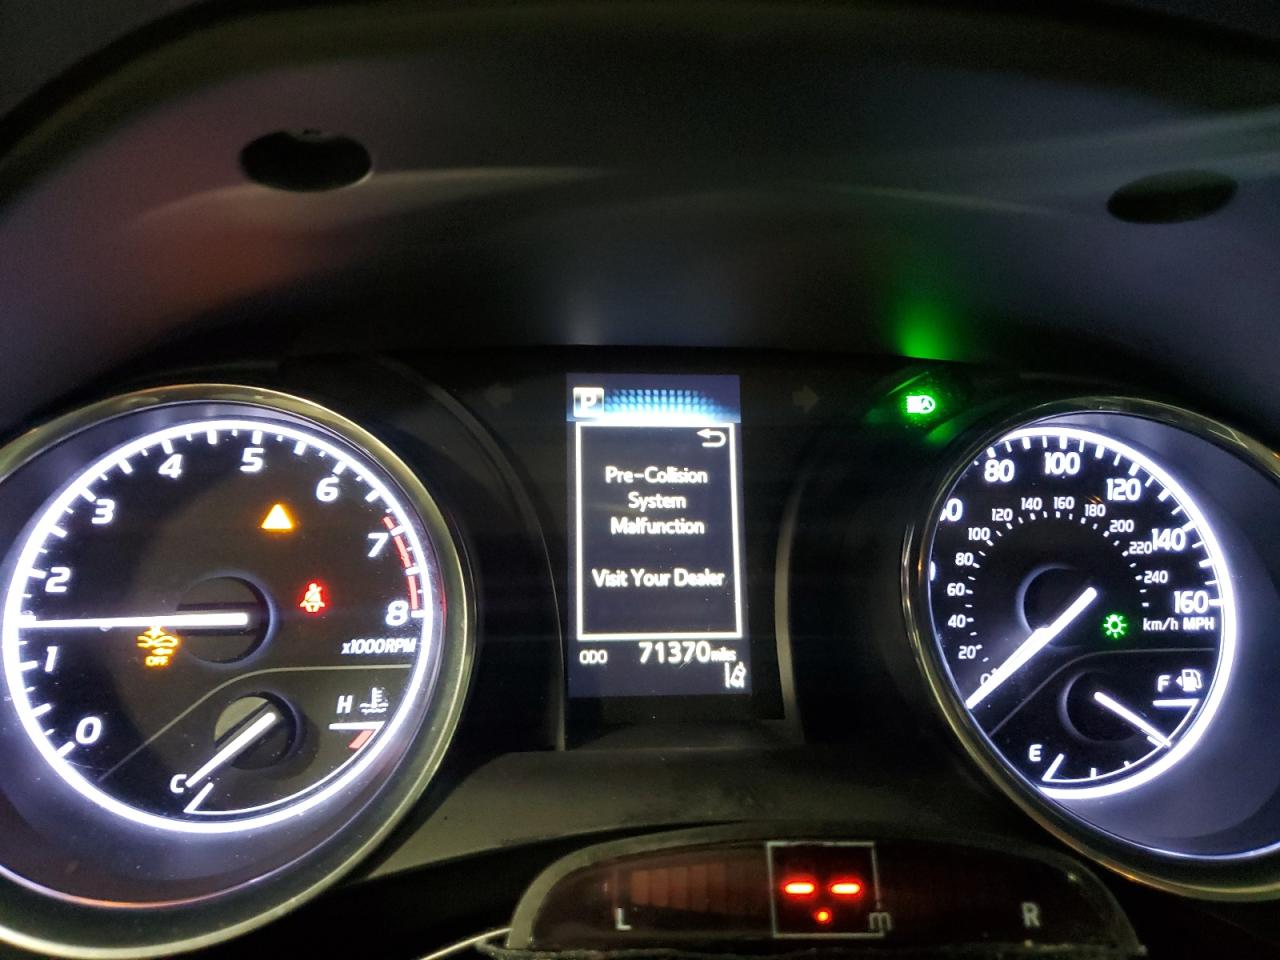 P
Pre-Collision
System
Malfunction
Visit Your Dealer
ODO 71370 miles
0
1
2
3
4
5
6
7
8
x1000RPM
OFF
H
C
80
100
120
140
160
20
40
60
80
100
120
140
160
180
200
220
240
km/h MPH
F
E
L
m
R